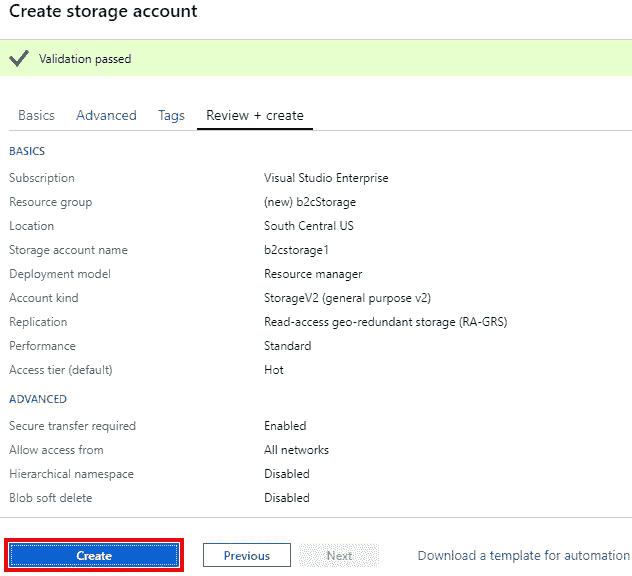 Create storage account
Validation passed
Basics Advanced Tags Review + create
BASICS
Subscription Visual Studio Enterprise
Resource group (new) b2cStorage
Location South Central US
Storage account name b2cstorage1
Deployment model Resource manager
Account kind StorageV2 (general purpose v2)
Replication Read-access geo-redundant storage (RA-GRS)
Performance Standard
Access tier (default) Hot
ADVANCED
Secure transfer required Enabled
Allow access from All networks
Hierarchical namespace Disabled
Blob soft delete Disabled
Create Previous Next Download a template for automation